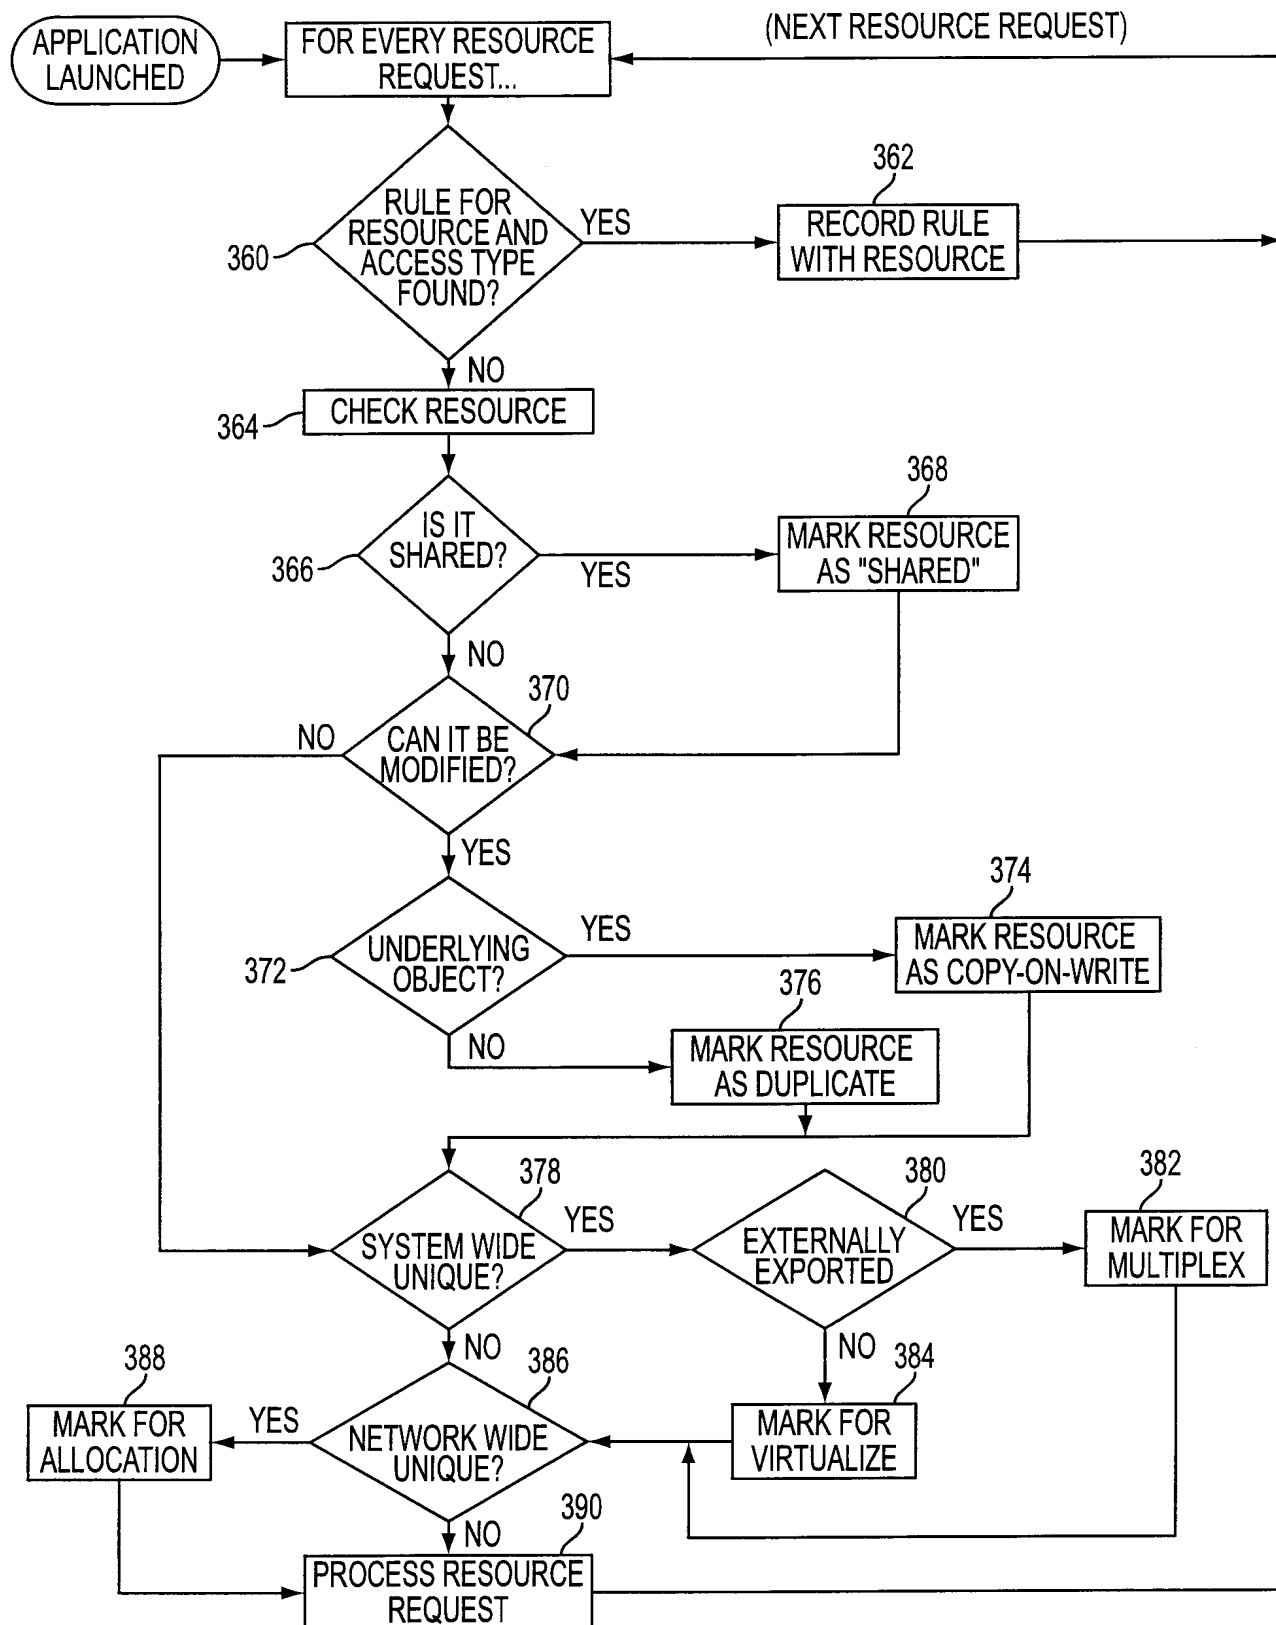 (NEXT RESOURCE REQUEST)
APPLICATION
LAUNCHED
FOR EVERY RESOURCE
REQUEST...
362
RULE FOR
RESOURCE AND
ACCESS TYPE
FOUND?
YES
RECORD RULE
WITH RESOURCE
360
NO
CHECK RESOURCE
364
368
IS IT
SHARED?
MARK RESOURCE
AS "SHARED"
366
YES
NO
370
NO
CAN IT BE
MODIFIED?
YES
374
YES
MARK RESOURCE
AS COPY-ON-WRITE
UNDERLYING
OBJECT?
372
376
NO
MARK RESOURCE
AS DUPLICATE
378
380
382
YES
YES
SYSTEM WIDE
UNIQUE?
EXTERNALLY
EXPORTED
MARK FOR
MULTIPLEX
NO
NO
388
386
384
MARK FOR
ALLOCATION
YES
NETWORK WIDE
UNIQUE?
MARK FOR
VIRTUALIZE
390
NO
PROCESS RESOURCE
REQUEST